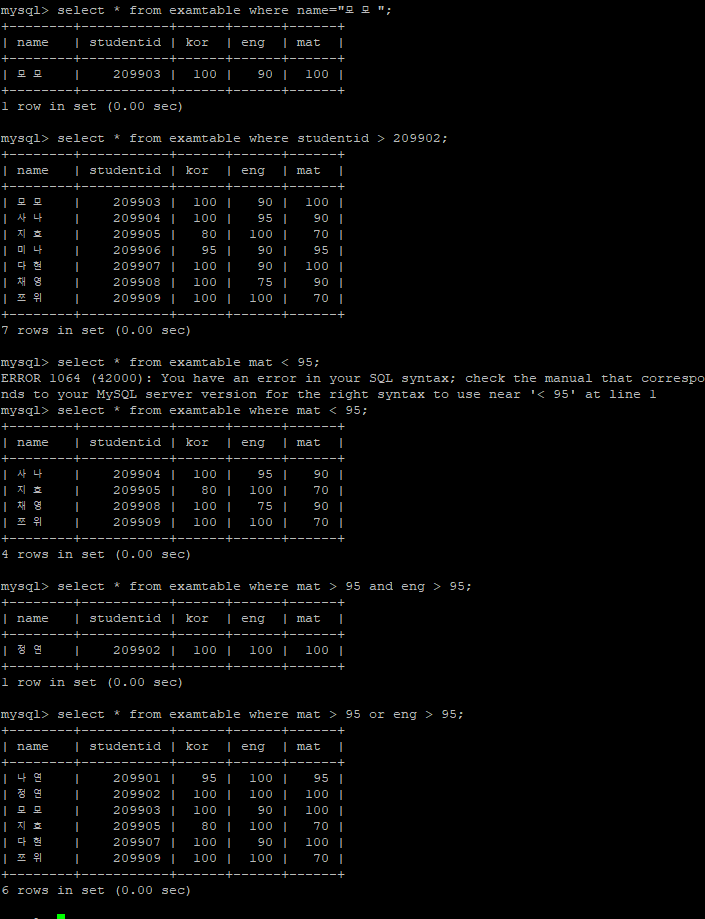 mysql> select * from examtable where name="모모";
+--------+-----------+------+------+------+
| name   | studentid | kor  | eng  | mat  |
+--------+-----------+------+------+------+
| 모모   |    209903 |  100 |   90 |  100 |
+--------+-----------+------+------+------+
1 row in set (0.00 sec)

mysql> select * from examtable where studentid > 209902;
+--------+-----------+------+------+------+
| name   | studentid | kor  | eng  | mat  |
+--------+-----------+------+------+------+
| 모모   |    209903 |  100 |   90 |  100 |
| 사나   |    209904 |  100 |   95 |   90 |
| 지효   |    209905 |   80 |  100 |   70 |
| 미나   |    209906 |   95 |   90 |   95 |
| 다현   |    209907 |  100 |   90 |  100 |
| 채영   |    209908 |  100 |   75 |   90 |
| 쯔위   |    209909 |  100 |  100 |   70 |
+--------+-----------+------+------+------+
7 rows in set (0.00 sec)

mysql> select * from examtable mat < 95;
ERROR 1064 (42000): You have an error in your SQL syntax; check the manual that correspo
nds to your MySQL server version for the right syntax to use near '< 95' at line 1
mysql> select * from examtable where mat < 95;
+--------+-----------+------+------+------+
| name   | studentid | kor  | eng  | mat  |
+--------+-----------+------+------+------+
| 사나   |    209904 |  100 |   95 |   90 |
| 지효   |    209905 |   80 |  100 |   70 |
| 채영   |    209908 |  100 |   75 |   90 |
| 쯔위   |    209909 |  100 |  100 |   70 |
+--------+-----------+------+------+------+
4 rows in set (0.00 sec)

mysql> select * from examtable where mat > 95 and eng > 95;
+--------+-----------+------+------+------+
| name   | studentid | kor  | eng  | mat  |
+--------+-----------+------+------+------+
| 정연   |    209902 |  100 |  100 |  100 |
+--------+-----------+------+------+------+
1 row in set (0.00 sec)

mysql> select * from examtable where mat > 95 or eng > 95;
+--------+-----------+------+------+------+
| name   | studentid | kor  | eng  | mat  |
+--------+-----------+------+------+------+
| 나연   |    209901 |   95 |  100 |   95 |
| 정연   |    209902 |  100 |  100 |  100 |
| 모모   |    209903 |  100 |   90 |  100 |
| 지효   |    209905 |   80 |  100 |   70 |
| 다현   |    209907 |  100 |   90 |  100 |
| 쯔위   |    209909 |  100 |  100 |   70 |
+--------+-----------+------+------+------+
6 rows in set (0.00 sec)